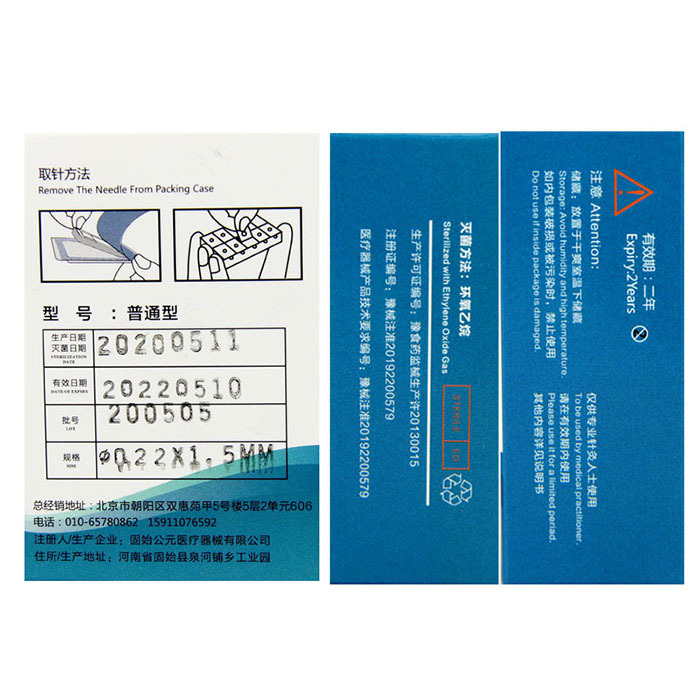 取针方法
Remove The Needle From Packing Case
型 号：普通型
生产日期
灭菌日期
STERILIZATION DATE
20200511
有效日期
DATE OF EXPIRY
20220510
批号
LOT
200505
规格
SIZE
ø0.22X1.5MM
总经销地址：北京市朝阳区双惠苑甲5号楼5层2单元606
电话：010-65780862 15911076592
注册人/生产企业：固始公元医疗器械有限公司
住所/生产地址：河南省固始县泉河铺乡工业园
灭菌方法：环氧乙烷
Sterilized with Ethylene Oxide Gas
STERILE EO
生产许可证编号：豫食药监械生产许20130015
注册证编号：豫械注准20192200579
医疗器械产品技术要求编号：豫械注准20192200579
有效期：二年
Expiry:2Years
注意 Attention:
储藏：放置于干爽室温下储藏
Storage: Avoid humidity and high temperature.
如内包装破损或被污染时，禁止使用
Do not use if inside package is damaged.
仅供专业针灸人士使用
To be used by medical practitioner.
请在有效期内使用
Please use it for a limited periad.
其他内容详见说明书